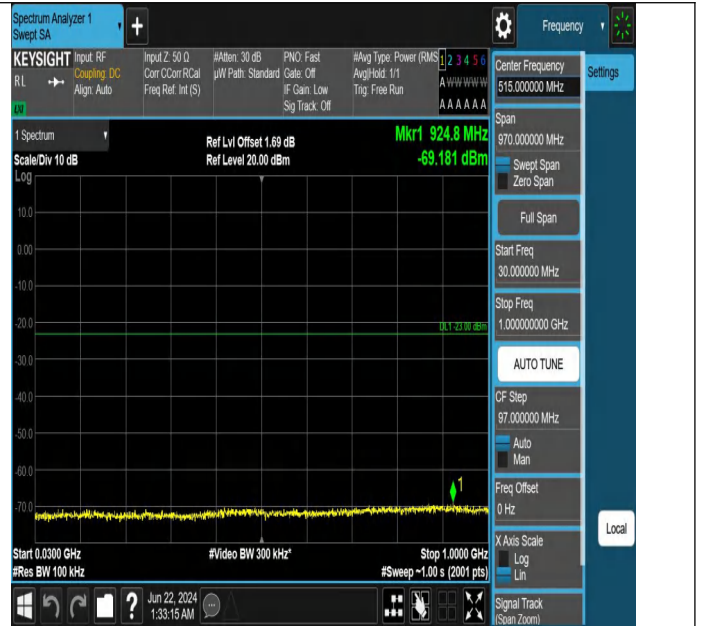 Spectrum Analyzer 1
Swept SA
Frequency
KEYSIGHT
RL
LXI
Input: RF
Coupling: DC
Align: Auto
Input Z: 50 Ω
Corr CCorr RCal
Freq Ref: Int (S)
#Atten: 30 dB
µW Path: Standard
PNO: Fast
Gate: Off
IF Gain: Low
Sig Track: Off
#Avg Type: Power (RMS
Avg|Hold: 1/1
Trig: Free Run
1 2 3 4 5 6
A W W W W W
A A A A A A
1 Spectrum
Scale/Div 10 dB
Log
Ref Lvl Offset 1.69 dB
Ref Level 20.00 dBm
Mkr1 924.8 MHz
-69.181 dBm
10.0
0.00
-10.0
-20.0
-30.0
-40.0
-50.0
-60.0
-70.0
DL1 -23.00 dBm
1
Start 0.0300 GHz
#Res BW 100 kHz
#Video BW 300 kHz*
Stop 1.0000 GHz
#Sweep ~1.00 s (2001 pts)
Center Frequency
515.000000 MHz
Settings
Span
970.000000 MHz
Swept Span
Zero Span
Full Span
Start Freq
30.000000 MHz
Stop Freq
1.000000000 GHz
AUTO TUNE
CF Step
97.000000 MHz
Auto
Man
Freq Offset
0 Hz
X Axis Scale
Log
Lin
Local
Signal Track
(Span Zoom)
?
Jun 22, 2024
1:33:15 AM